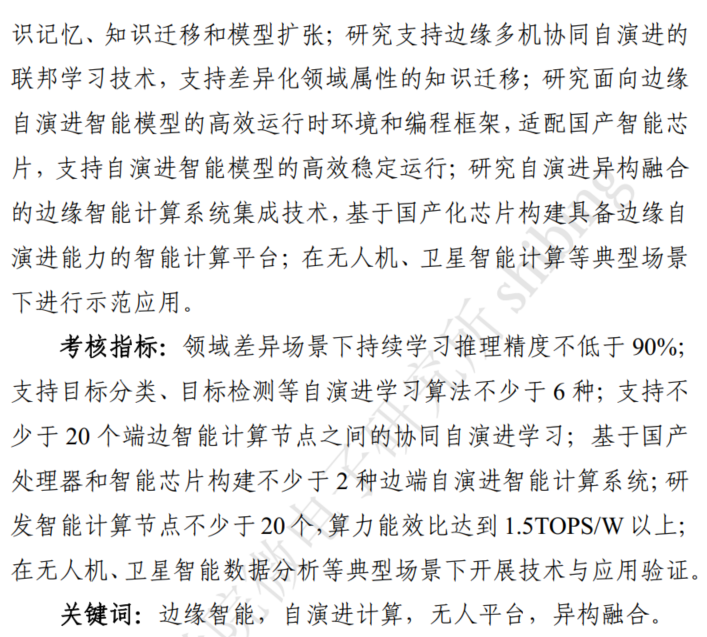 识记忆、知识迁移和模型扩张；研究支持边缘多机协同自演进的
联邦学习技术，支持差异化领域属性的知识迁移；研究面向边缘
自演进智能模型的高效运行时环境和编程框架，适配国产智能芯
片，支持自演进智能模型的高效稳定运行；研究自演进异构融合
的边缘智能计算系统集成技术，基于国产化芯片构建具备边缘自
演进能力的智能计算平台；在无人机、卫星智能计算等典型场景
下进行示范应用。
考核指标：领域差异场景下持续学习推理精度不低于 90%；
支持目标分类、目标检测等自演进学习算法不少于 6 种；支持不
少于 20 个端边智能计算节点之间的协同自演进学习；基于国产
处理器和智能芯片构建不少于 2 种边端自演进智能计算系统；研
发智能计算节点不少于 20 个，算力能效比达到 1.5TOPS/W 以上；
在无人机、卫星智能数据分析等典型场景下开展技术与应用验证。
关键词：边缘智能，自演进计算，无人平台，异构融合。
院微电子研究所 shibing